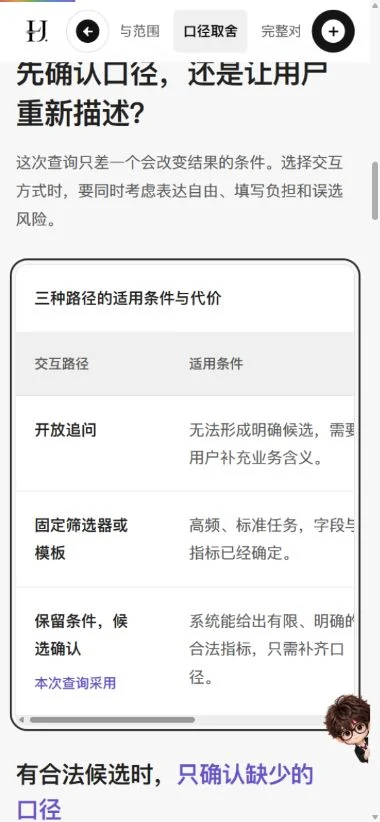 与范围
口径取舍
完整对
先确认口径，还是让用户
重新描述？
这次查询只差一个会改变结果的条件。选择交互
方式时，要同时考虑表达自由、填写负担和误选
风险。
三种路径的适用条件与代价
交互路径
适用条件
开放追问
无法形成明确候选，需要
用户补充业务含义。
固定筛选器或
模板
高频、标准任务，字段与
指标已经确定。
保留条件，候
选确认
本次查询采用
系统能给出有限、明确的
合法指标，只需补齐口
径。
有合法候选时，只确认缺少的
口径